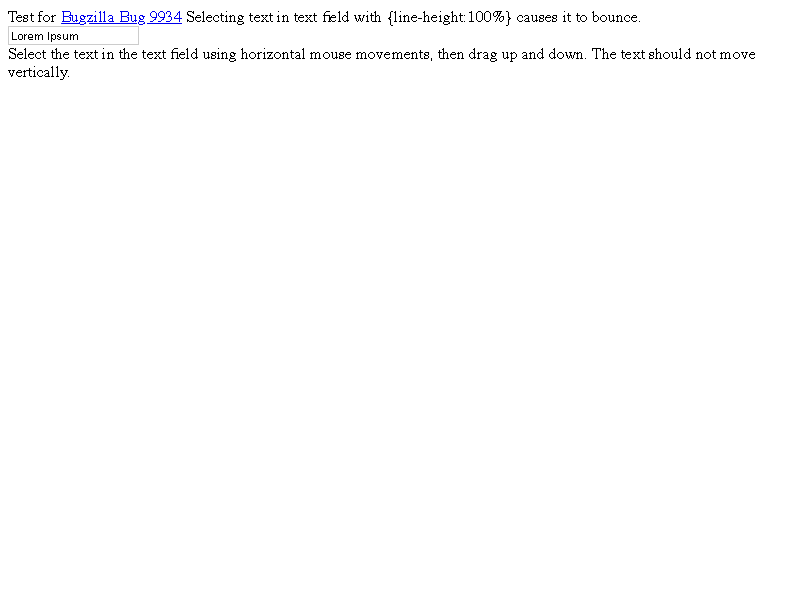 Test for Bugzilla Bug 9934 Selecting text in text field with {line-height:100%} causes it to bounce.
Lorem Ipsum
Select the text in the text field using horizontal mouse movements, then drag up and down. The text should not move
vertically.